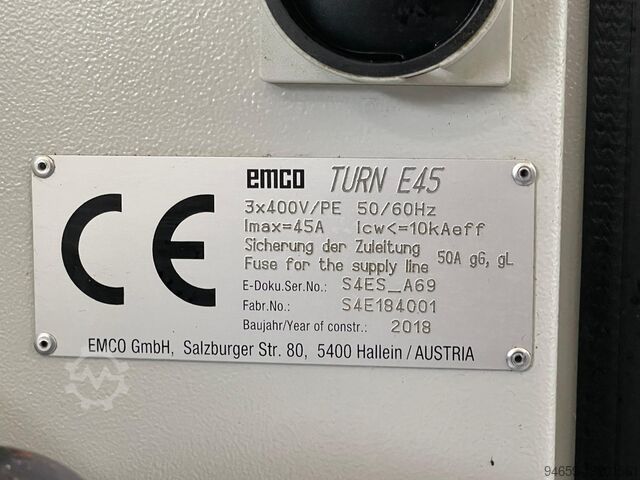 emco TURN E45
3x400V/PE 50/60Hz
Imax=45A Icw<=10kAeff
Sicherung der Zuleitung
Fuse for the supply line 50A gG, gL
E-Doku.Ser.No.: S4ES_A69
Fabr.No.: S4E184001
Baujahr/Year of constr.: 2018
CE
EMCO GmbH, Salzburger Str. 80, 5400 Hallein/AUSTRIA